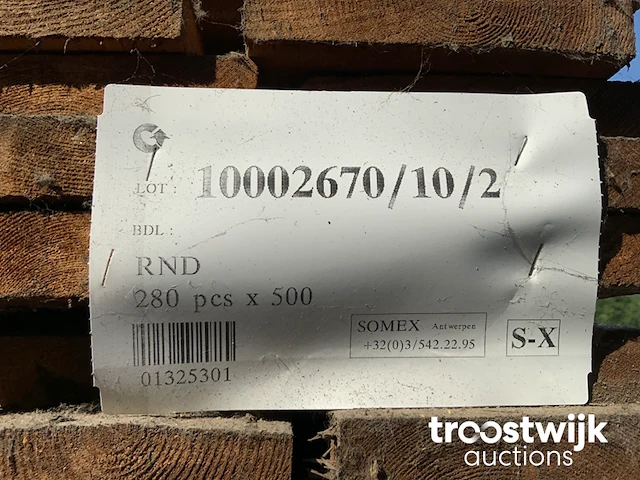 LOT : 10002670/10/2
BDL :
RND
280 pcs x 500
01325301
SOMEX Antwerpen
+32(0)3/542.22.95
S-X
troostwijk
auctions